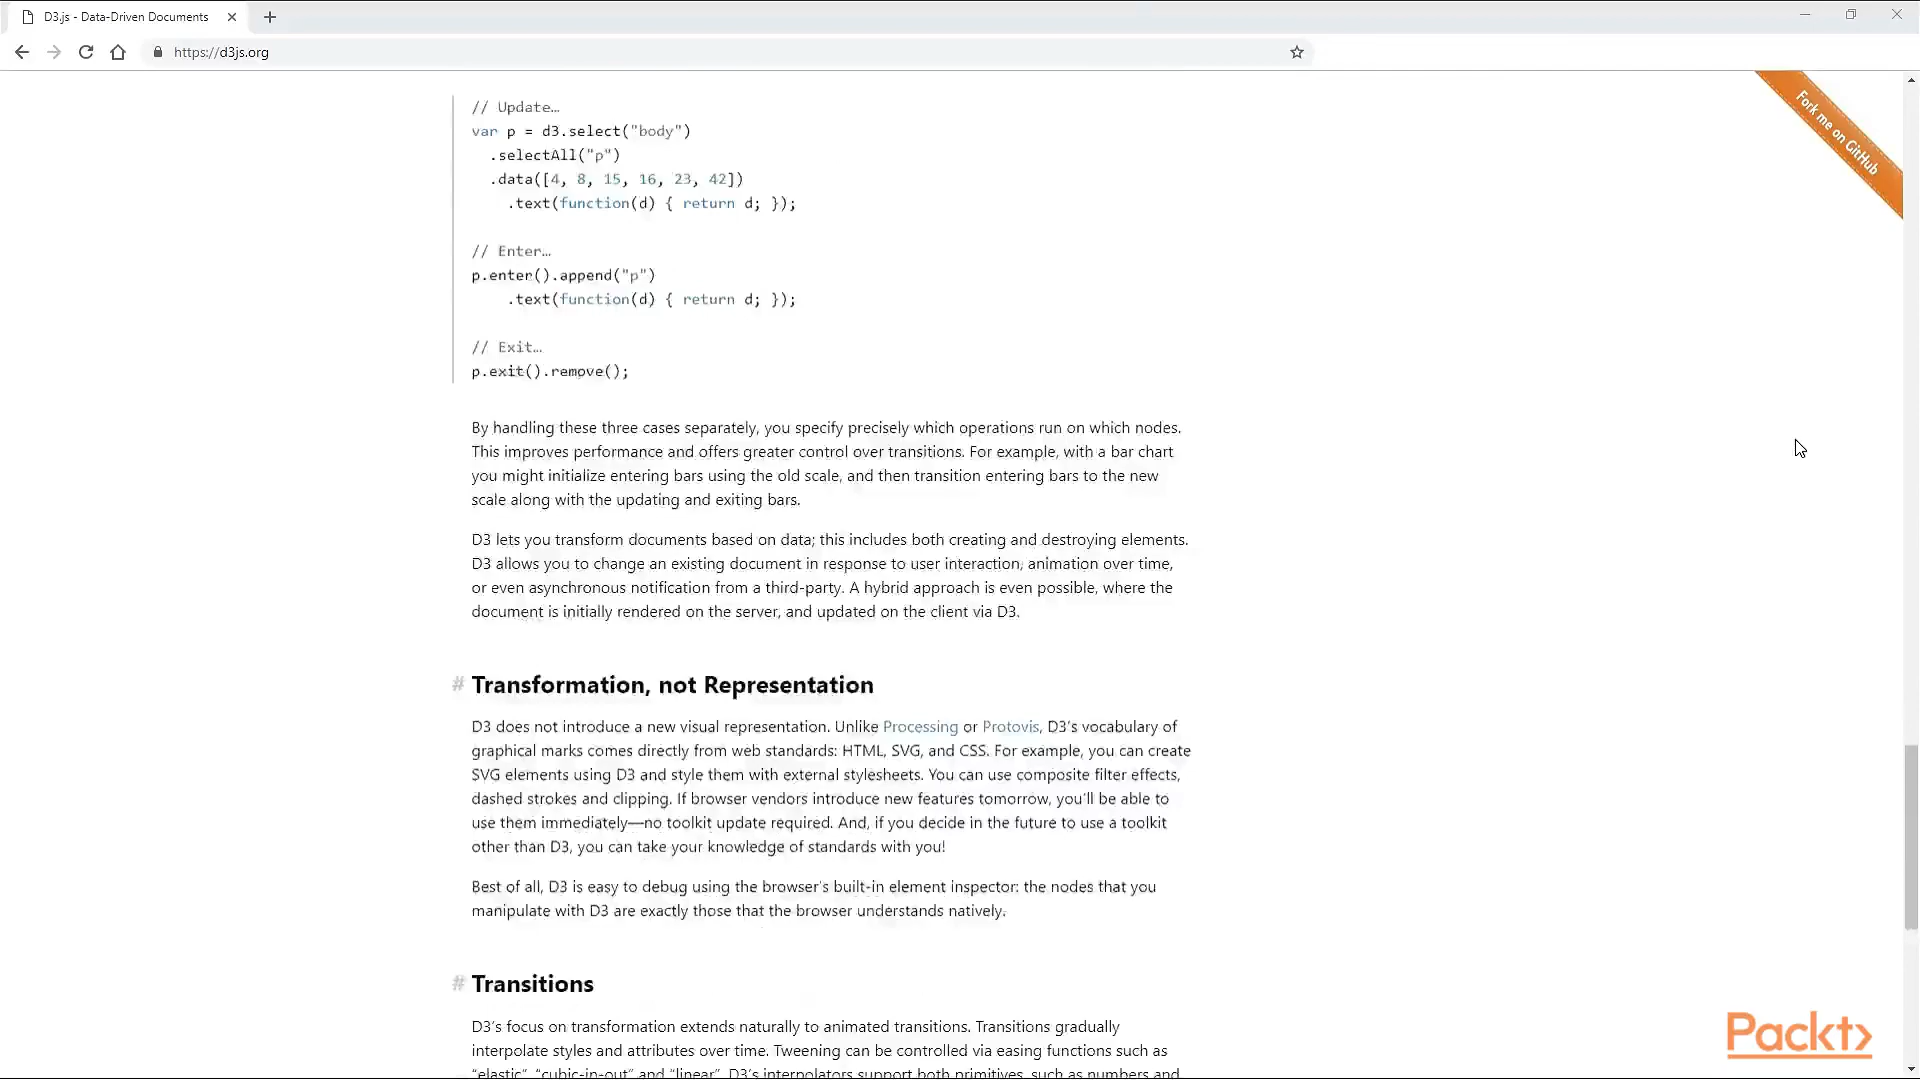 D3.js - Data-Driven Documents
https://d3js.org
Fork me on GitHub
// Update…
var p = d3.select("body")
  .selectAll("p")
  .data([4, 8, 15, 16, 23, 42])
    .text(function(d) { return d; });
// Enter…
p.enter().append("p")
    .text(function(d) { return d; });
// Exit…
p.exit().remove();
By handling these three cases separately, you specify precisely which operations run on which nodes.
This improves performance and offers greater control over transitions. For example, with a bar chart
you might initialize entering bars using the old scale, and then transition entering bars to the new
scale along with the updating and exiting bars.
D3 lets you transform documents based on data; this includes both creating and destroying elements.
D3 allows you to change an existing document in response to user interaction, animation over time,
or even asynchronous notification from a third-party. A hybrid approach is even possible, where the
document is initially rendered on the server, and updated on the client via D3.
# Transformation, not Representation
D3 does not introduce a new visual representation. Unlike Processing or Protovis, D3's vocabulary of
graphical marks comes directly from web standards: HTML, SVG, and CSS. For example, you can create
SVG elements using D3 and style them with external stylesheets. You can use composite filter effects,
dashed strokes and clipping. If browser vendors introduce new features tomorrow, you'll be able to
use them immediately—no toolkit update required. And, if you decide in the future to use a toolkit
other than D3, you can take your knowledge of standards with you!
Best of all, D3 is easy to debug using the browser's built-in element inspector: the nodes that you
manipulate with D3 are exactly those that the browser understands natively.
# Transitions
D3's focus on transformation extends naturally to animated transitions. Transitions gradually
interpolate styles and attributes over time. Tweening can be controlled via easing functions such as
"elastic", "cubic-in-out" and "linear". D3's interpolators support both primitives, such as numbers and
Packt>